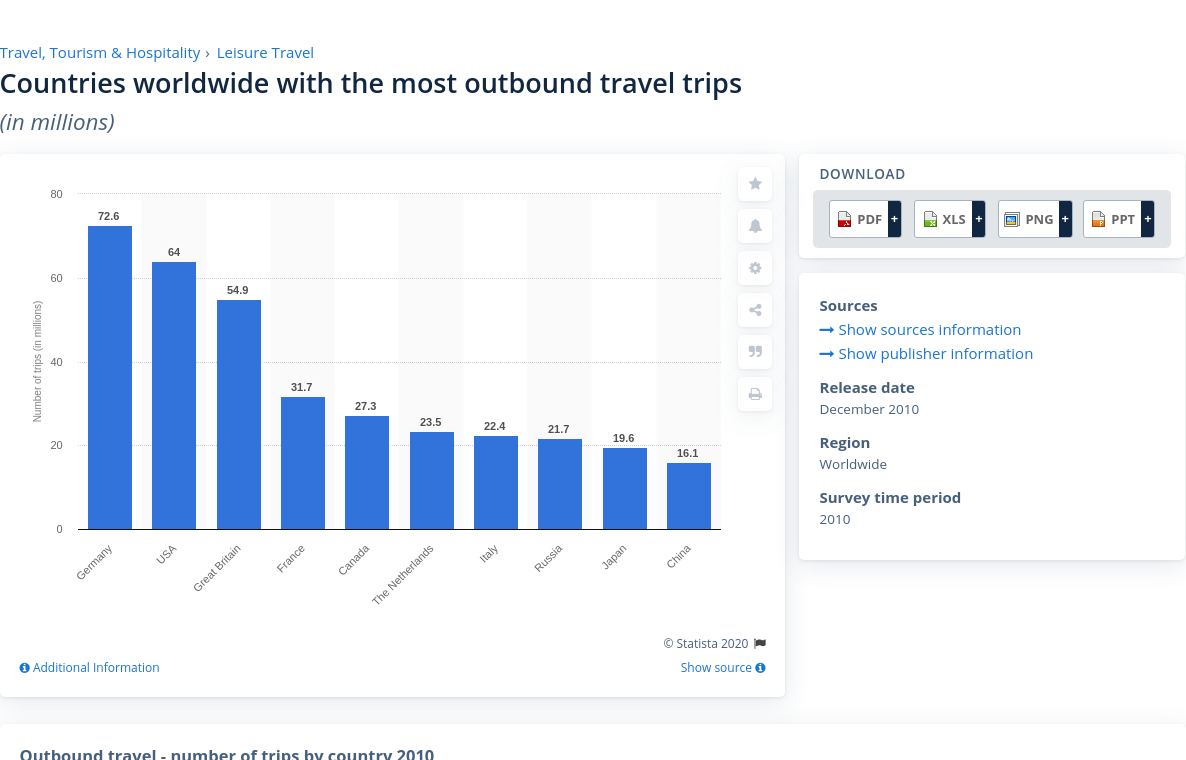 Travel, Tourism & Hospitality › Leisure Travel
Countries worldwide with the most outbound travel trips
(in millions)
80
60
40
20
0
Number of trips (in millions)
72.6
64
54.9
31.7
27.3
23.5
22.4
21.7
19.6
16.1
Germany
USA
Great Britain
France
Canada
The Netherlands
Italy
Russia
Japan
China
© Statista 2020
Additional Information
Show source
DOWNLOAD
PDF +
XLS +
PNG +
PPT +
Sources
Show sources information
Show publisher information
Release date
December 2010
Region
Worldwide
Survey time period
2010
Outbound travel - number of trips by country 2010